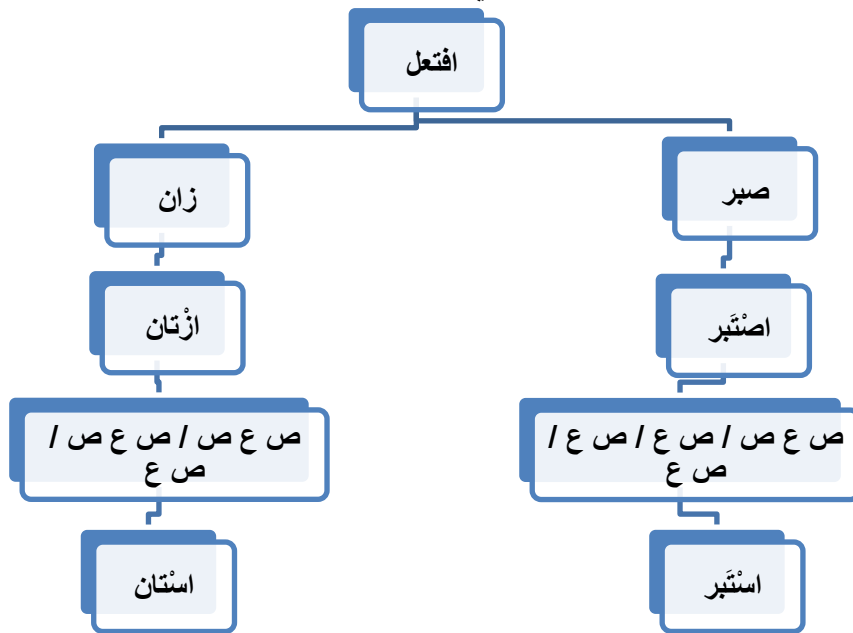 افتعل
صبر
زان
اصْتَبر
ازْتان
ص ع ص / ص ع / ص ع /
ص ع
ص ع ص / ص ع ص /
ص ع
اسْتَبر
اسْتان